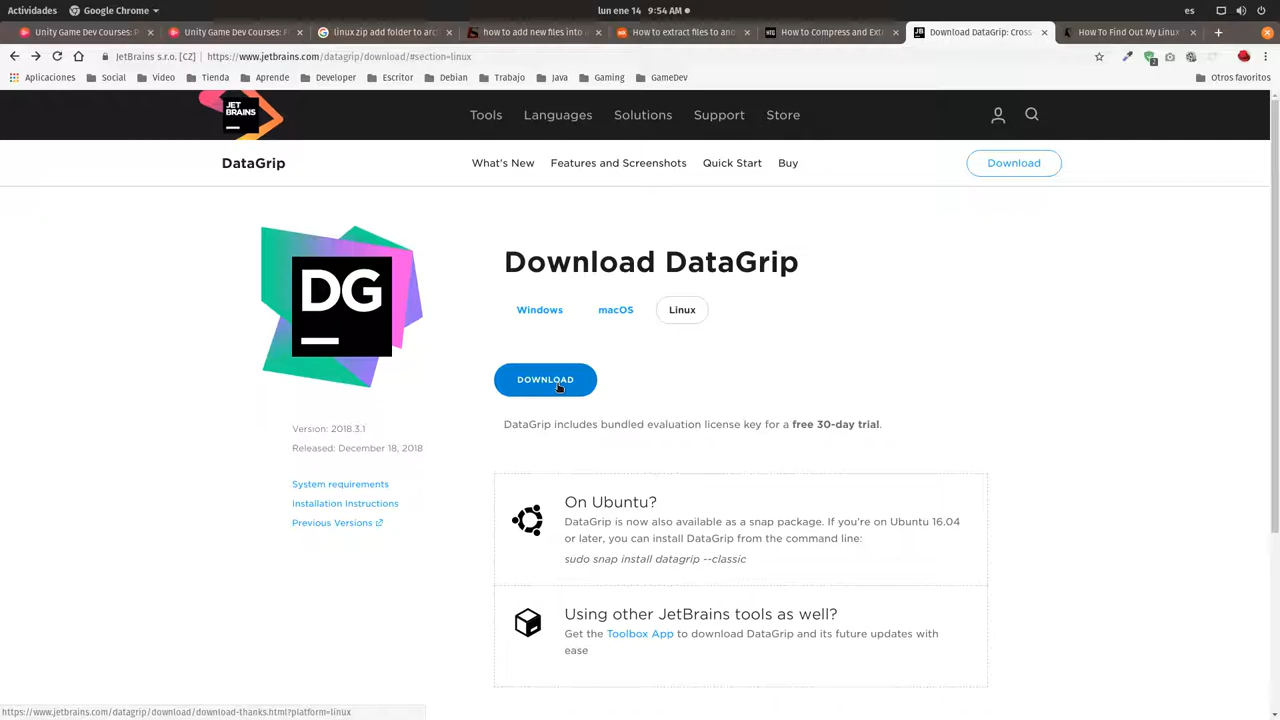 Actividades
Google Chrome
lun ene 14  9:54 AM
es
Unity Game Dev Courses: P
Unity Game Dev Courses: F
linux zip add folder to arc
how to add new files into a
How to extract files to ano
How to Compress and Ext
Download DataGrip: Cross
How To Find Out My Linux
JetBrains s.r.o. [CZ]
https://www.jetbrains.com/datagrip/download/#section=linux
Aplicaciones
Social
Video
Tienda
Aprende
Developer
Escritor
Debian
Trabajo
Java
Gaming
GameDev
Otros favoritos
JET
BRAINS
Tools
Languages
Solutions
Support
Store
DataGrip
What's New
Features and Screenshots
Quick Start
Buy
Download
DG
Download DataGrip
Windows
macOS
Linux
DOWNLOAD
DataGrip includes bundled evaluation license key for a free 30-day trial.
Version: 2018.3.1
Released: December 18, 2018
System requirements
Installation Instructions
Previous Versions
On Ubuntu?
DataGrip is now also available as a snap package. If you're on Ubuntu 16.04
or later, you can install DataGrip from the command line:
sudo snap install datagrip --classic
Using other JetBrains tools as well?
Get the Toolbox App to download DataGrip and its future updates with
ease
https://www.jetbrains.com/datagrip/download/download-thanks.html?platform=linux